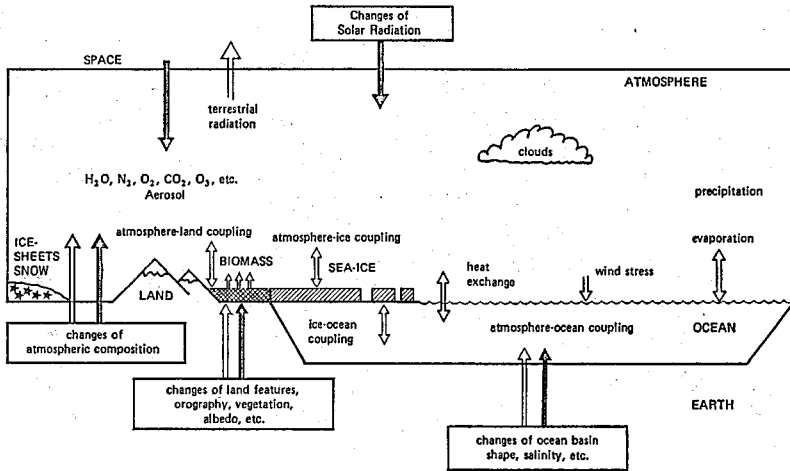 Changes of
Solar Radiation
SPACE
ATMOSPHERE
terrestrial
radiation
clouds
H₂O, N₂, O₂, CO₂, O₃, etc.
Aerosol
precipitation
atmosphere-land coupling
atmosphere-ice coupling
evaporation
ICE-
SHEETS
SNOW
BIOMASS
SEA-ICE
heat
exchange
wind stress
LAND
changes of
atmospheric composition
ice-ocean
coupling
atmosphere-ocean coupling
OCEAN
changes of land features,
orography, vegetation,
albedo, etc.
EARTH
changes of ocean basin
shape, salinity, etc.